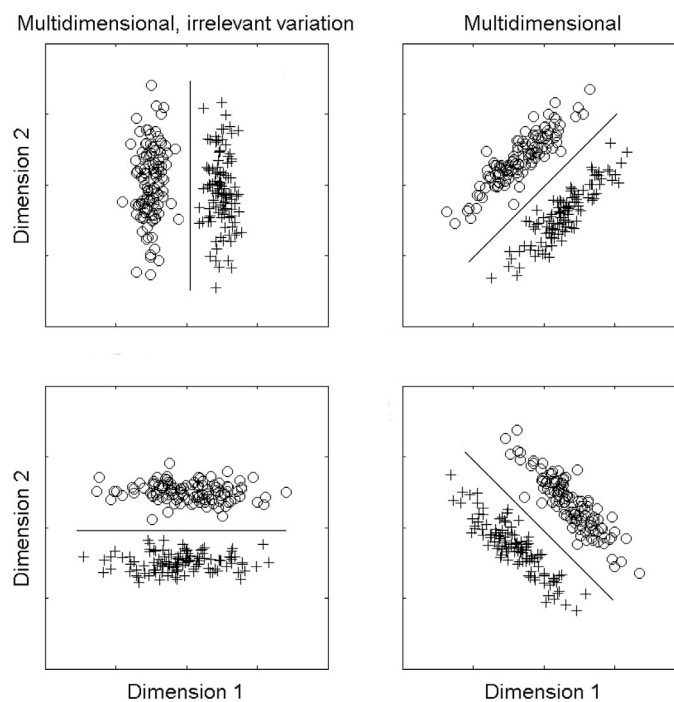 Multidimensional, irrelevant variation
Multidimensional
Dimension 2
Dimension 2
Dimension 1
Dimension 1